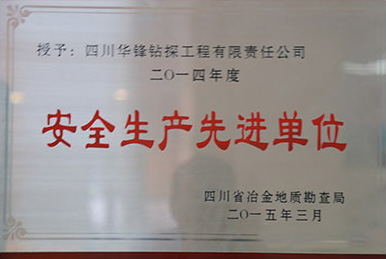 授予：四川华锋钻探工程有限责任公司
二〇一四年度
安全生产先进单位
四川省冶金地质勘查局
二〇一五年三月